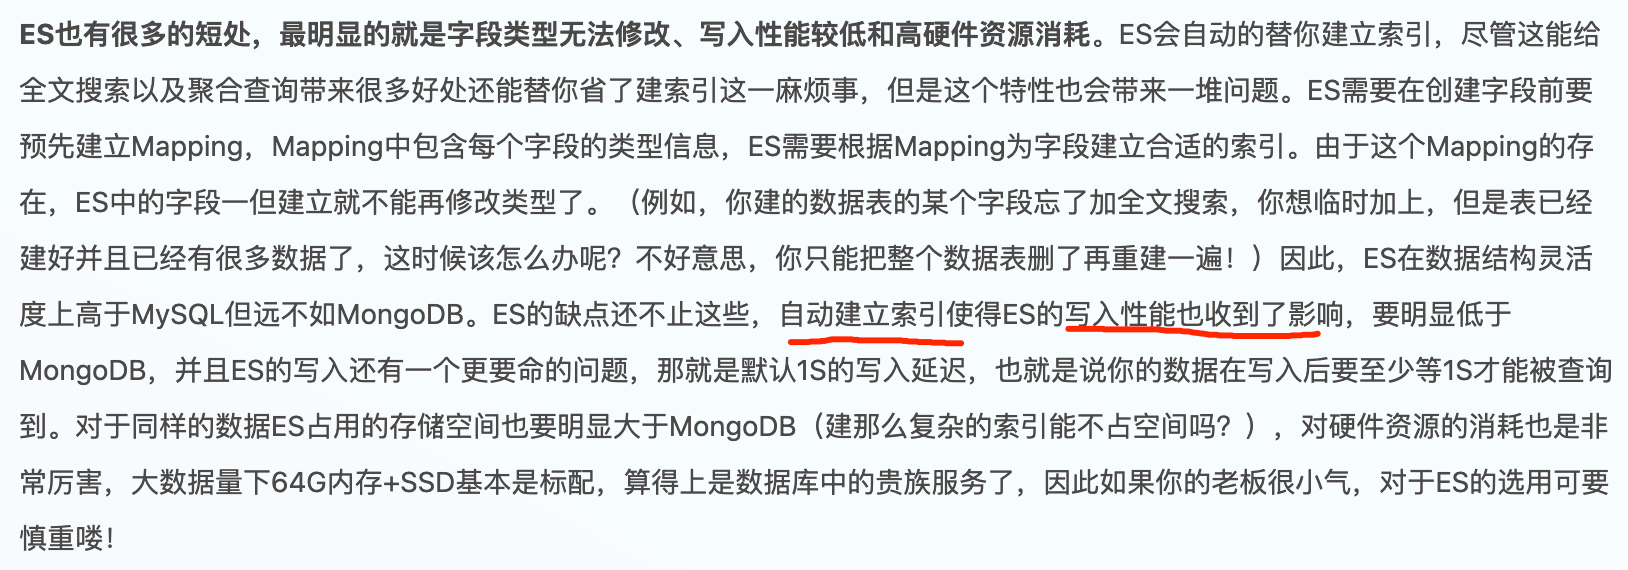 ES也有很多的短处，最明显的就是字段类型无法修改、写入性能较低和高硬件资源消耗。ES会自动的替你建立索引，尽管这能给
全文搜索以及聚合查询带来很多好处还能替你省了建索引这一麻烦事，但是这个特性也会带来一堆问题。ES需要在创建字段前要
预先建立Mapping，Mapping中包含每个字段的类型信息，ES需要根据Mapping为字段建立合适的索引。由于这个Mapping的存
在，ES中的字段一但建立就不能再修改类型了。（例如，你建的数据表的某个字段忘了加全文搜索，你想临时加上，但是表已经
建好并且已经有很多数据了，这时候该怎么办呢？不好意思，你只能把整个数据表删了再重建一遍！）因此，ES在数据结构灵活
度上高于MySQL但远不如MongoDB。ES的缺点还不止这些，自动建立索引使得ES的写入性能也收到了影响，要明显低于
MongoDB，并且ES的写入还有一个更要命的问题，那就是默认1S的写入延迟，也就是说你的数据在写入后要至少等1S才能被查询
到。对于同样的数据ES占用的存储空间也要明显大于MongoDB（建那么复杂的索引能不占空间吗？），对硬件资源的消耗也是非
常厉害，大数据量下64G内存+SSD基本是标配，算得上是数据库中的贵族服务了，因此如果你的老板很小气，对于ES的选用可要
慎重喽！